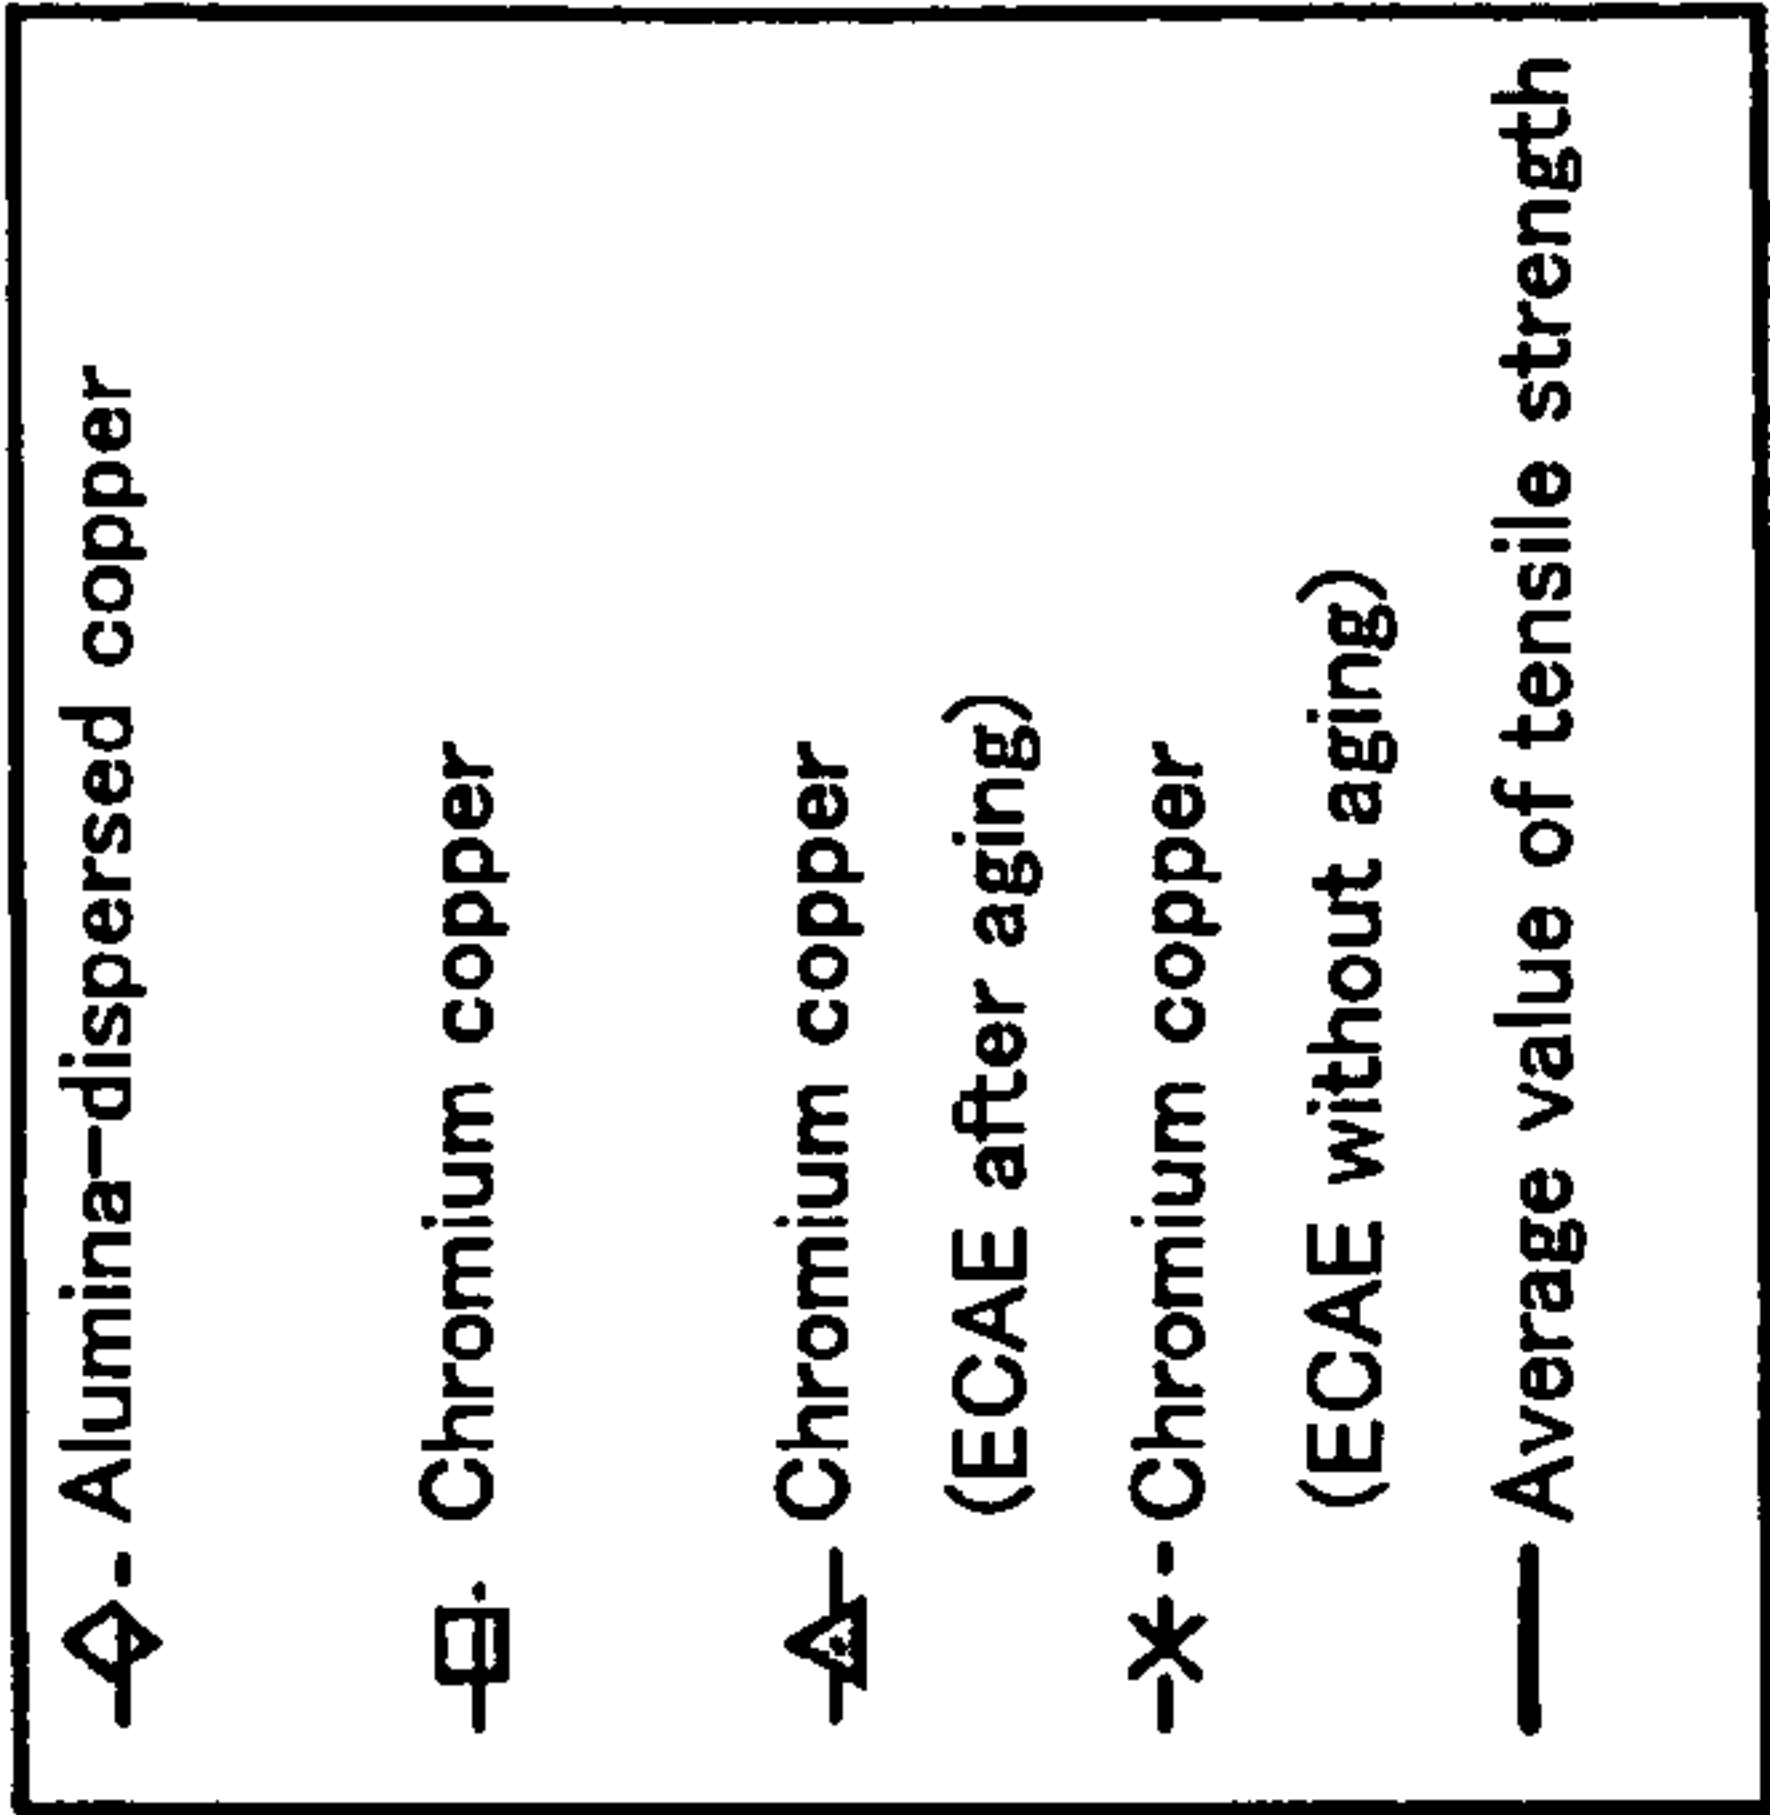 Alumina-dispersed copper
Chromium copper
Chromium copper
(ECAE after aging)
Chromium copper
(ECAE without aging)
Average value of tensile strength